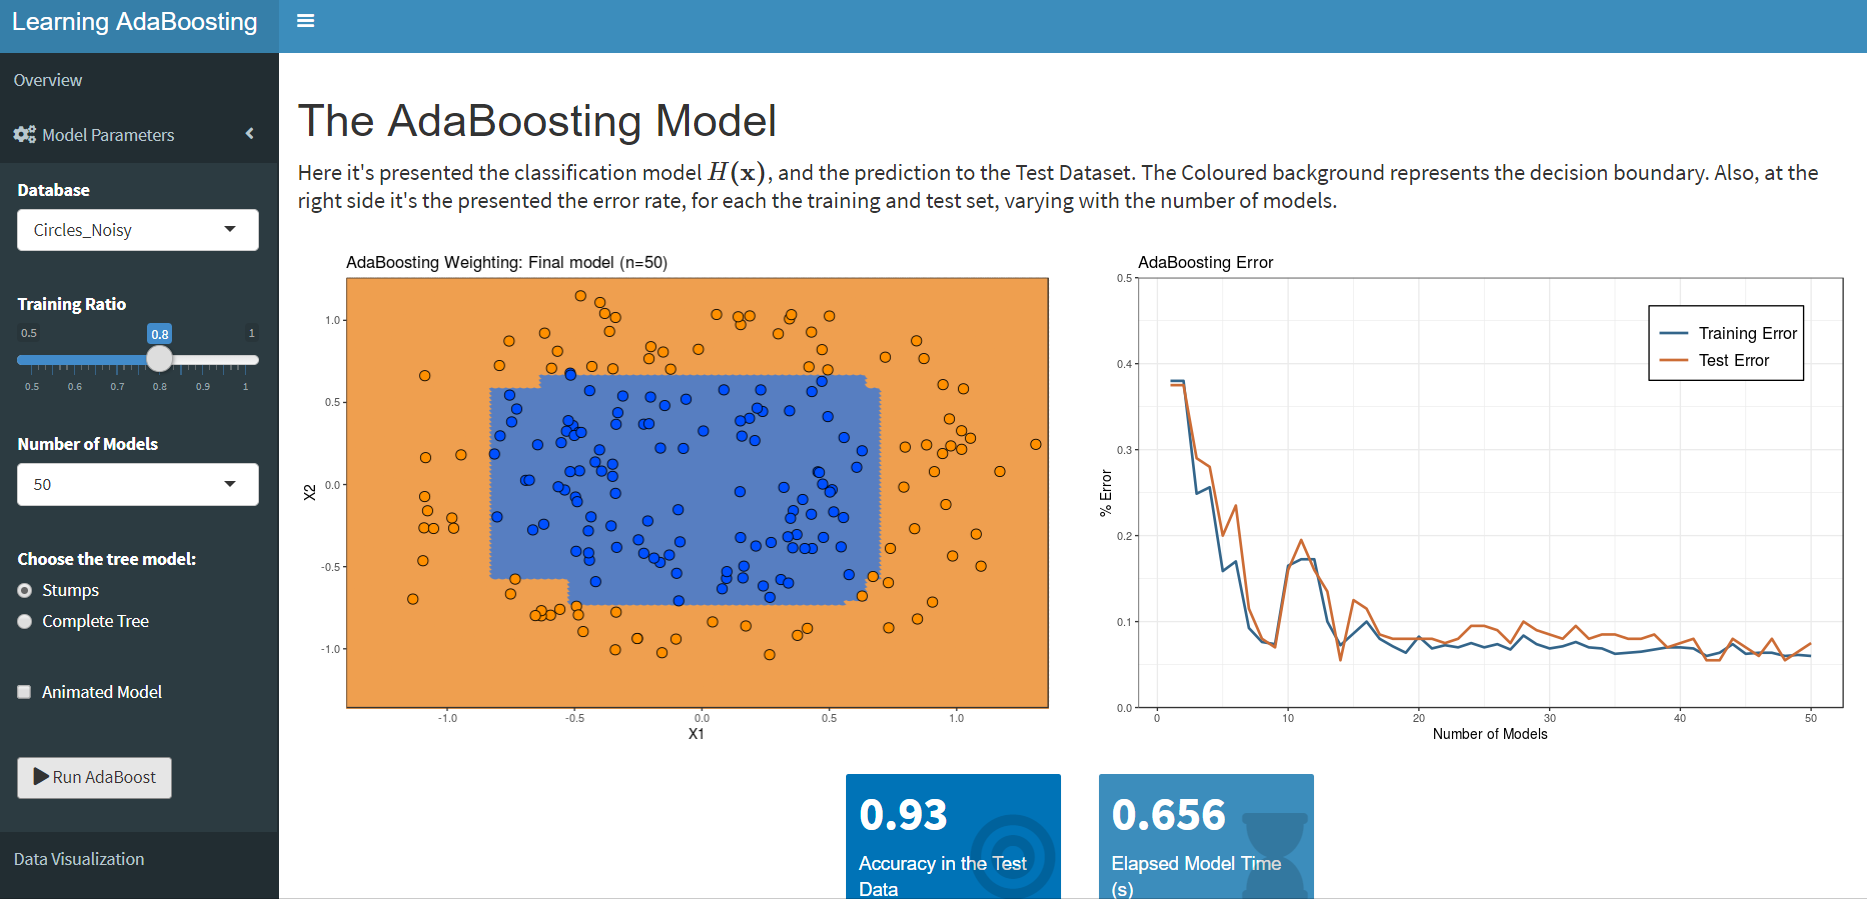 Learning AdaBoosting
Overview
Model Parameters
Database
Circles_Noisy
Training Ratio
0.5 0.8 1
0.5 0.6 0.7 0.8 0.9 1
Number of Models
50
Choose the tree model:
Stumps
Complete Tree
Animated Model
Run AdaBoost
Data Visualization
The AdaBoosting Model
Here it's presented the classification model H(x), and the prediction to the Test Dataset. The Coloured background represents the decision boundary. Also, at the
right side it's the presented the error rate, for each the training and test set, varying with the number of models.
AdaBoosting Weighting: Final model (n=50)
X2
1.0
0.5
0.0
-0.5
-1.0
-1.0 -0.5 0.0 0.5 1.0
X1
AdaBoosting Error
% Error
0.5
0.4
0.3
0.2
0.1
0.0
Training Error
Test Error
0 10 20 30 40 50
Number of Models
0.93
Accuracy in the Test
Data
0.656
Elapsed Model Time
(s)